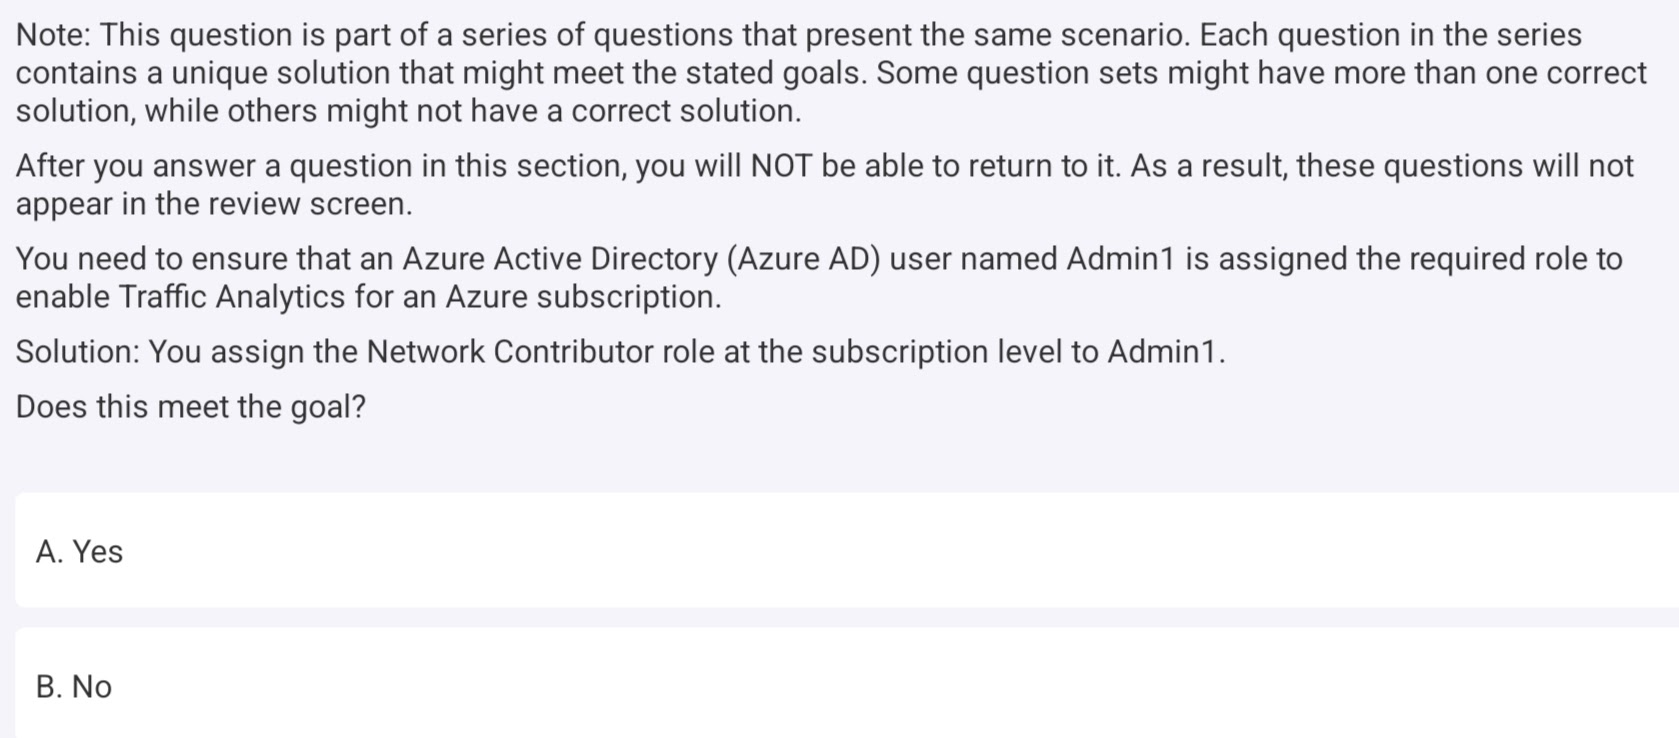 Note: This question is part of a series of questions that present the same scenario. Each question in the series
contains a unique solution that might meet the stated goals. Some question sets might have more than one correct
solution, while others might not have a correct solution.
After you answer a question in this section, you will NOT be able to return to it. As a result, these questions will not
appear in the review screen.
You need to ensure that an Azure Active Directory (Azure AD) user named Admin1 is assigned the required role to
enable Traffic Analytics for an Azure subscription.
Solution: You assign the Network Contributor role at the subscription level to Admin1.
Does this meet the goal?
A. Yes
B. No